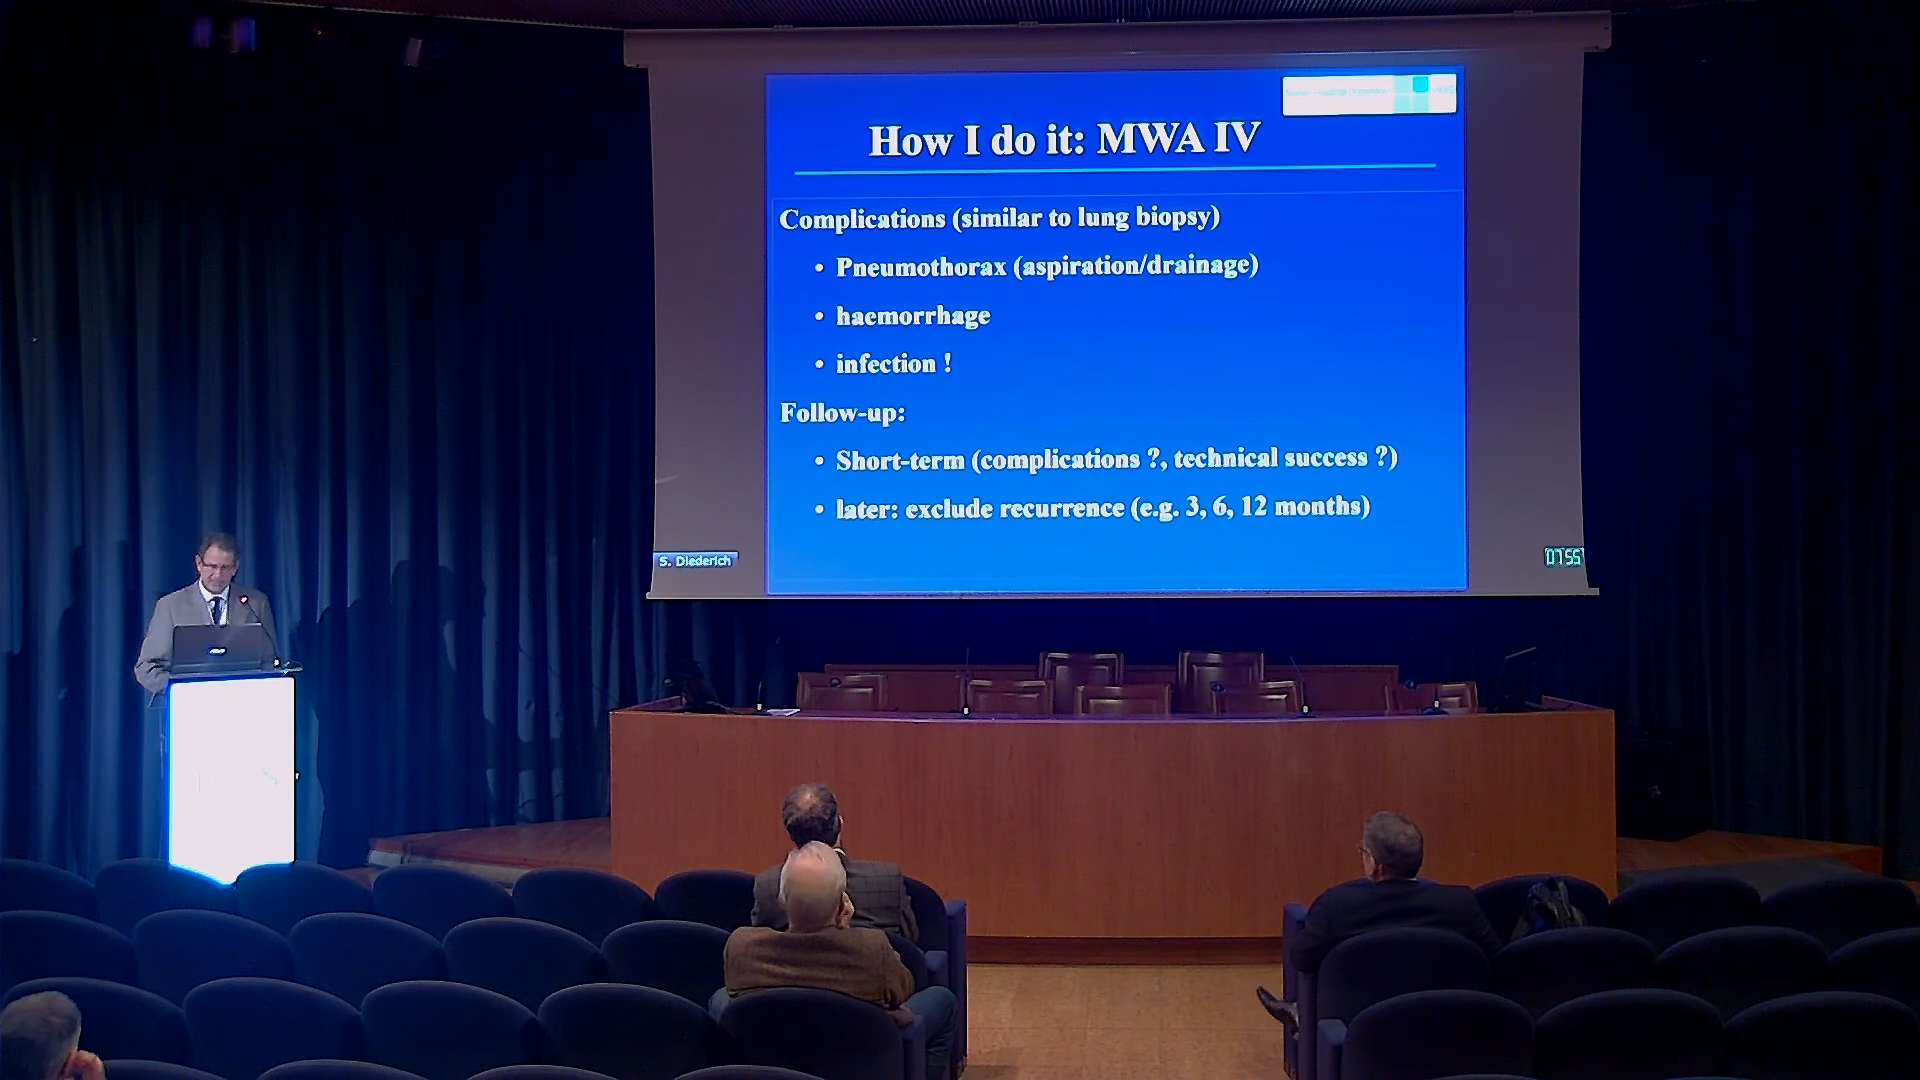 How I do it: MWA IV
Complications (similar to lung biopsy)
• Pneumothorax (aspiration/drainage)
• haemorrhage
• infection !
Follow-up:
• Short-term (complications ?, technical success ?)
• later: exclude recurrence (e.g. 3, 6, 12 months)
S. Diederich
07:55